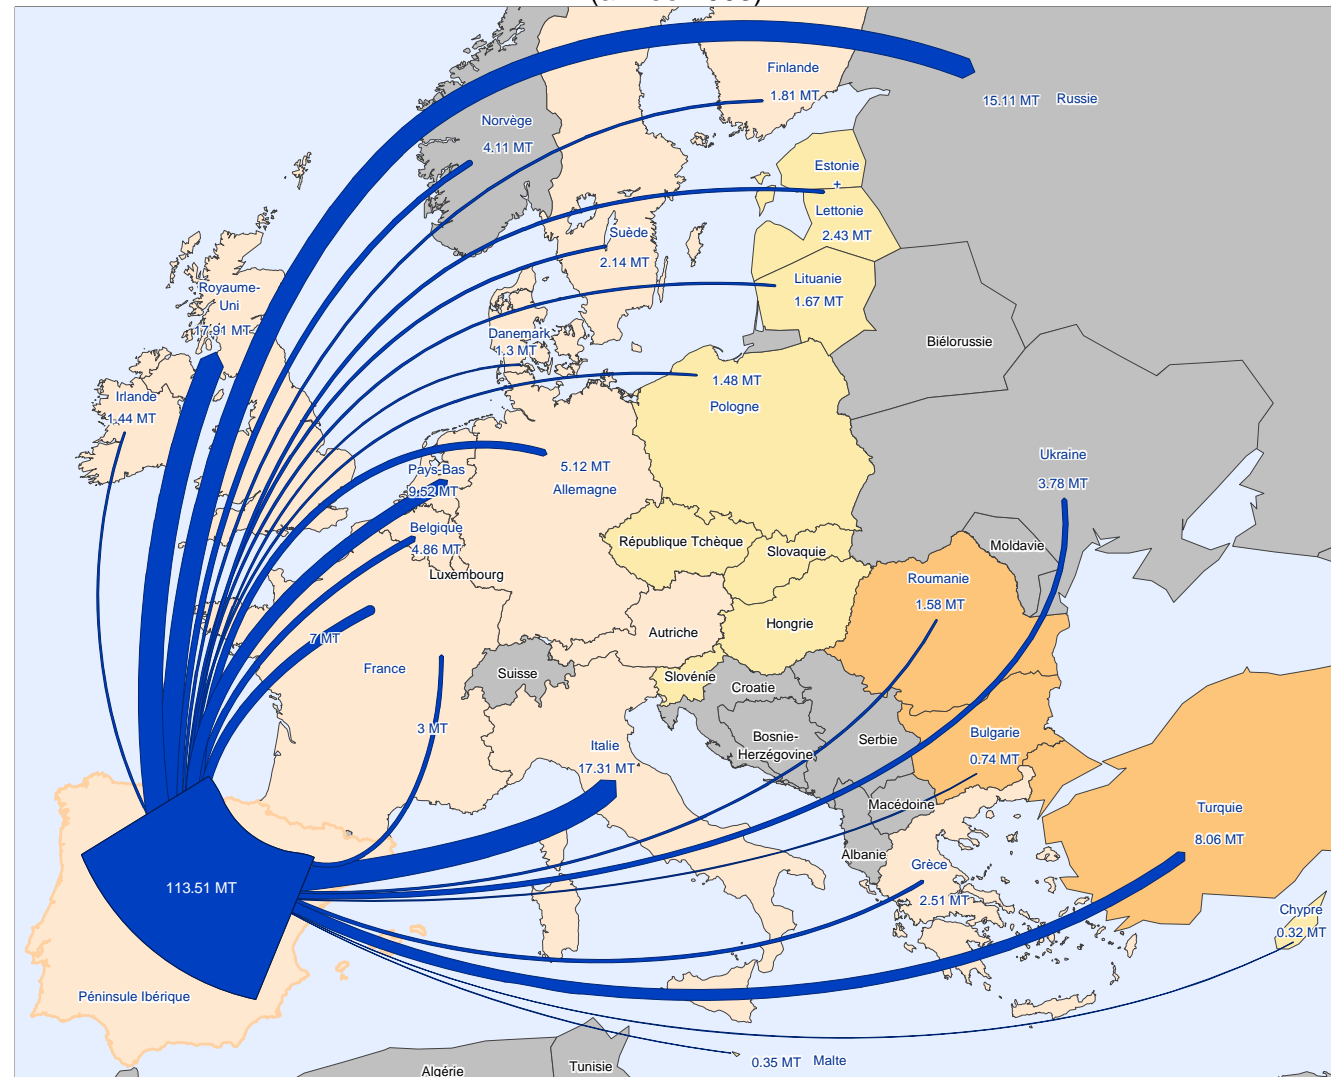 Finlande
1.81 MT
15.11 MT Russie
Norvège
4.11 MT
Estonie
+
Lettonie
2.43 MT
Suède
2.14 MT
Lituanie
1.67 MT
Royaume-
Uni
17.91 MT
Danemark
1.3 MT
Biélorussie
1.48 MT
Pologne
Irlande
1.44 MT
Ukraine
3.78 MT
5.12 MT
Allemagne
Pays-Bas
9.52 MT
Belgique
4.86 MT
Luxembourg
République Tchèque
Slovaquie
Moldavie
Roumanie
1.58 MT
Hongrie
Autriche
7 MT
France
Suisse
Slovénie
Croatie
3 MT
Bosnie-
Herzégovine
Serbie
Bulgarie
0.74 MT
Italie
17.31 MT
Macédoine
Turquie
8.06 MT
Albanie
Grèce
2.51 MT
113.51 MT
Chypre
0.32 MT
Péninsule Ibérique
0.35 MT Malte
Algérie
Tunisie